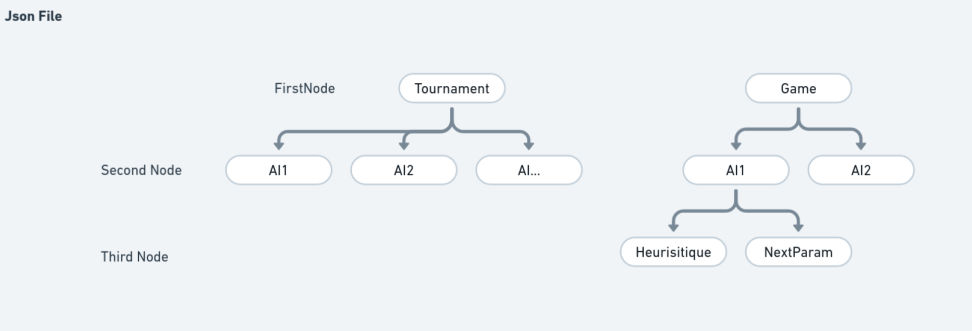 Json File
FirstNode
Tournament
Game
Second Node
AI1
AI2
AI...
AI1
AI2
Third Node
Heurisitique
NextParam